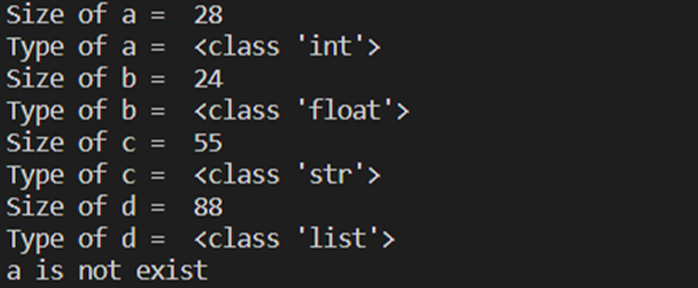 Size of a =  28
Type of a =  <class 'int'>
Size of b =  24
Type of b =  <class 'float'>
Size of c =  55
Type of c =  <class 'str'>
Size of d =  88
Type of d =  <class 'list'>
a is not exist